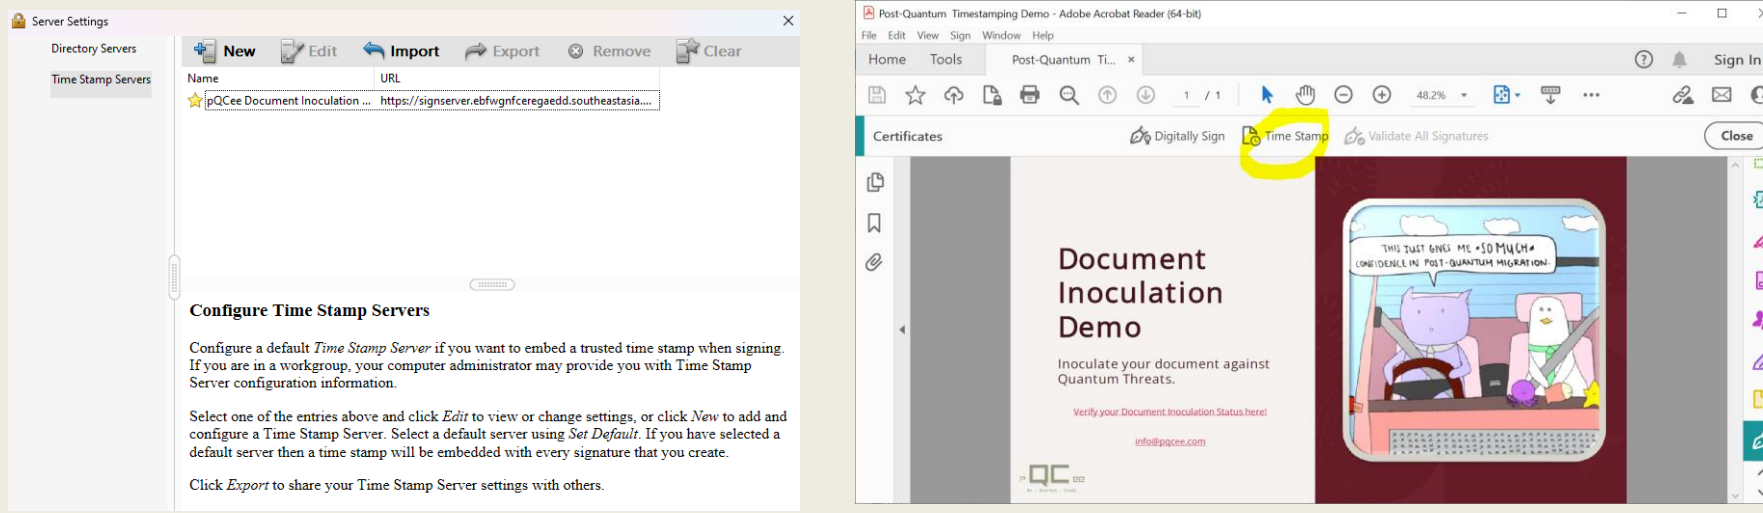 Server Settings
Directory Servers
Time Stamp Servers
New Edit Import Export Remove Clear
Name URL
pQCee Document Inoculation ... https://signserver.ebfwgnfceregaedd.southeastasia....
Configure Time Stamp Servers
Configure a default Time Stamp Server if you want to embed a trusted time stamp when signing.
If you are in a workgroup, your computer administrator may provide you with Time Stamp
Server configuration information.
Select one of the entries above and click Edit to view or change settings, or click New to add and
configure a Time Stamp Server. Select a default server using Set Default. If you have selected a
default server then a time stamp will be embedded with every signature that you create.
Click Export to share your Time Stamp Server settings with others.
Post-Quantum Timestamping Demo - Adobe Acrobat Reader (64-bit)
File Edit View Sign Window Help
Home Tools Post-Quantum Ti... × Sign In
1 / 1 48.2%
Certificates Digitally Sign Time Stamp Validate All Signatures Close
THIS JUST GIVES ME *SO MUCH*
CONFIDENCE IN POST-QUANTUM MIGRATION.
Document
Inoculation
Demo
Inoculate your document against
Quantum Threats.
Verify your Document Inoculation Status here!
info@pqcee.com
pQCee